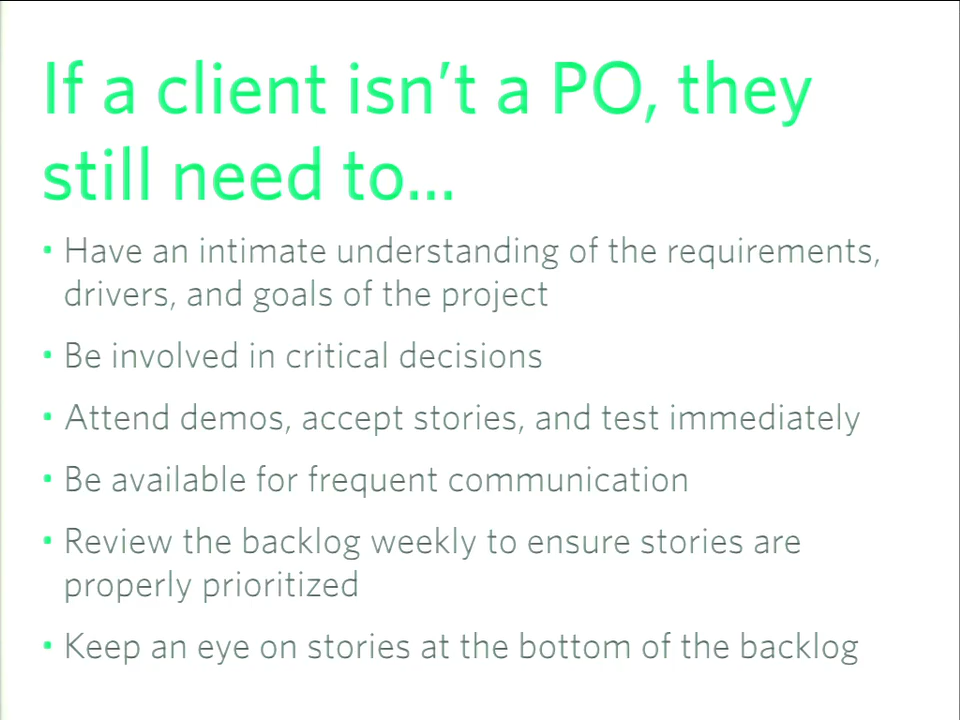 If a client isn’t a PO, they
still need to...
• Have an intimate understanding of the requirements,
drivers, and goals of the project
• Be involved in critical decisions
• Attend demos, accept stories, and test immediately
• Be available for frequent communication
• Review the backlog weekly to ensure stories are
properly prioritized
• Keep an eye on stories at the bottom of the backlog